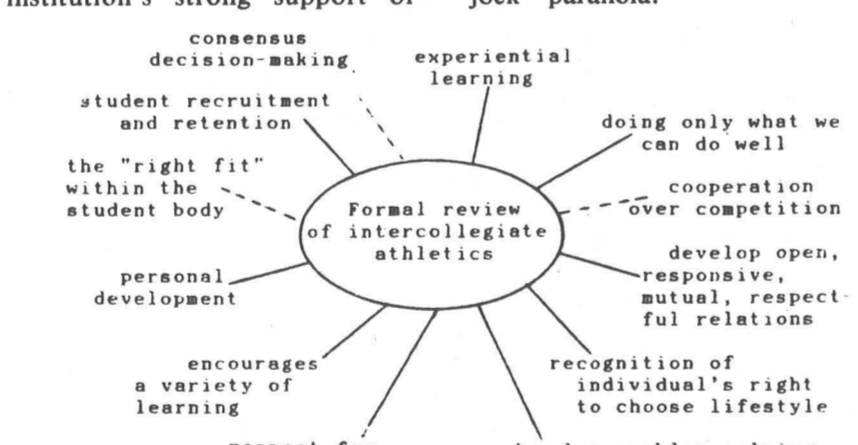 institution's strong support of "jock" paranoia.
consensus
decision-making
experiential
learning
student recruitment
and retention
doing only what we
can do well
the "right fit"
within the
student body
cooperation
over competition
Formal review
of intercollegiate
athletics
develop open,
responsive,
mutual, respect-
ful relations
personal
development
encourages
a variety of
learning
recognition of
individual's right
to choose lifestyle